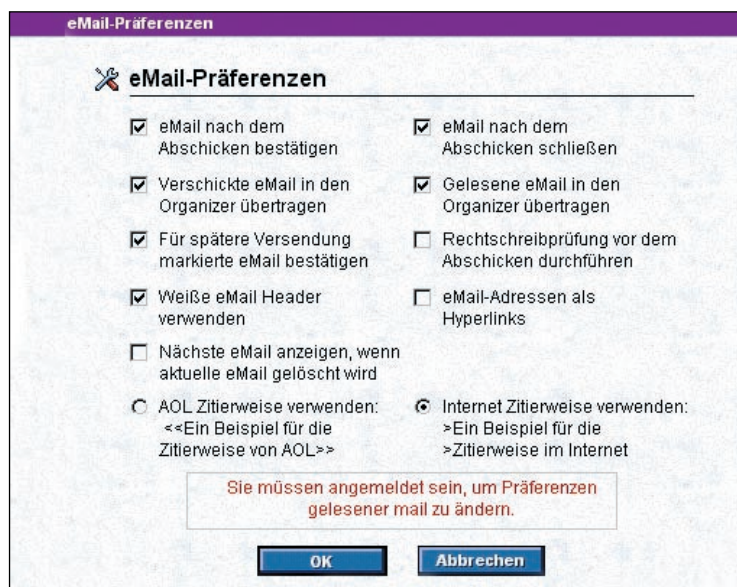 eMail-Präferenzen
eMail-Präferenzen
eMail nach dem
Abschicken bestätigen
eMail nach dem
Abschicken schließen
Verschickte eMail in den
Organizer übertragen
Gelesene eMail in den
Organizer übertragen
Für spätere Versendung
markierte eMail bestätigen
Rechtschreibprüfung vor dem
Abschicken durchführen
Weiße eMail Header
verwenden
eMail-Adressen als
Hyperlinks
Nächste eMail anzeigen, wenn
aktuelle eMail gelöscht wird
AOL Zitierweise verwenden:
<<Ein Beispiel für die
Zitierweise von AOL>>
Internet Zitierweise verwenden:
>Ein Beispiel für die
>Zitierweise im Internet
Sie müssen angemeldet sein, um Präferenzen
gelesener mail zu ändern.
OK
Abbrechen